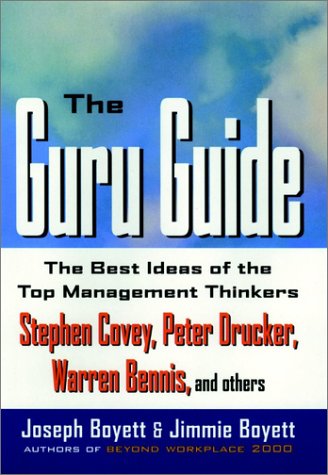 The
Guru Guide
The Best Ideas of the
Top Management Thinkers
Stephen Covey, Peter Drucker,
Warren Bennis, and others
Joseph Boyett & Jimmie Boyett
AUTHORS OF BEYOND WORKPLACE 2000